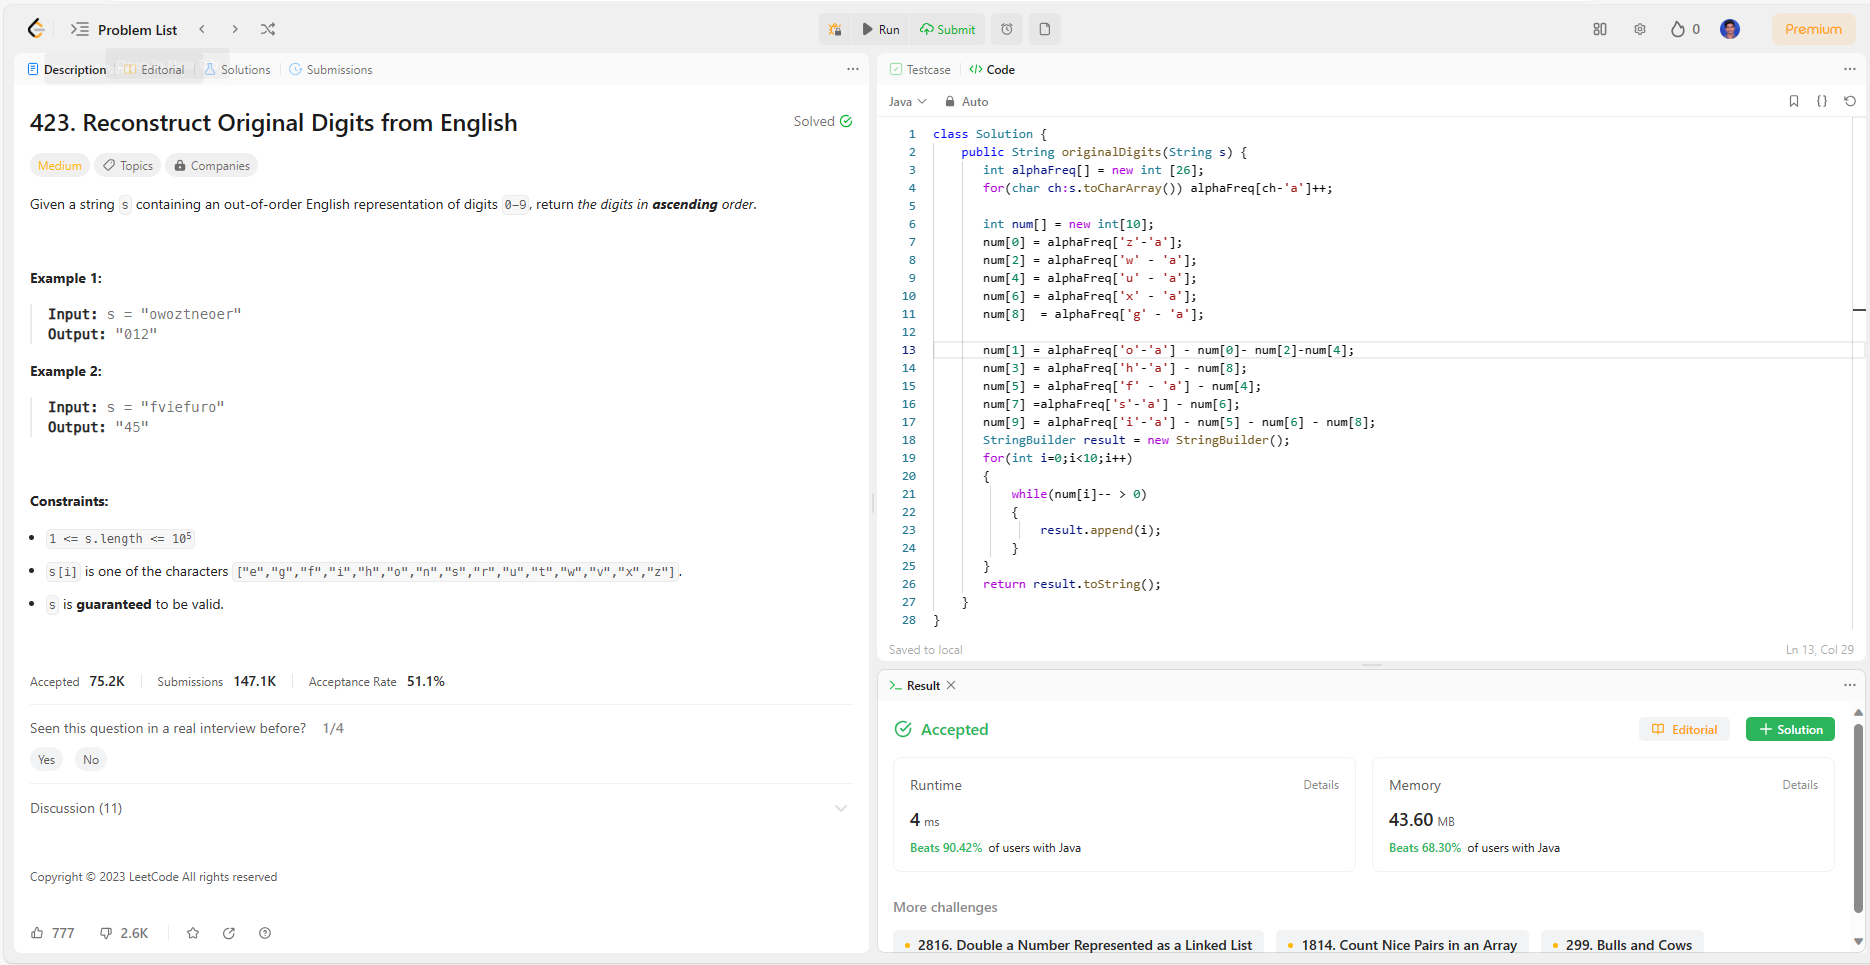 Problem List
Run
Submit
0
Premium
Description
Editorial
Solutions
Submissions
423. Reconstruct Original Digits from English
Solved
Medium
Topics
Companies
Given a string s containing an out-of-order English representation of digits 0-9, return the digits in ascending order.
Example 1:
Input: s = "owoztneoer"
Output: "012"
Example 2:
Input: s = "fviefuro"
Output: "45"
Constraints:
1 <= s.length <= 10⁵
s[i] is one of the characters ["e","g","f","i","h","o","n","s","r","u","t","w","v","x","z"].
s is guaranteed to be valid.
Accepted 75.2K
Submissions 147.1K
Acceptance Rate 51.1%
Seen this question in a real interview before? 1/4
Yes
No
Discussion (11)
Copyright © 2023 LeetCode All rights reserved
777
2.6K
Testcase
Code
Java
Auto
1 class Solution {
2 public String originalDigits(String s) {
3 int alphaFreq[] = new int [26];
4 for(char ch:s.toCharArray()) alphaFreq[ch-'a']++;
5
6 int num[] = new int[10];
7 num[0] = alphaFreq['z'-'a'];
8 num[2] = alphaFreq['w' - 'a'];
9 num[4] = alphaFreq['u' - 'a'];
10 num[6] = alphaFreq['x' - 'a'];
11 num[8]  = alphaFreq['g' - 'a'];
12
13 num[1] = alphaFreq['o'-'a'] - num[0]- num[2]-num[4];
14 num[3] = alphaFreq['h'-'a'] - num[8];
15 num[5] = alphaFreq['f' - 'a'] - num[4];
16 num[7] =alphaFreq['s'-'a'] - num[6];
17 num[9] = alphaFreq['i'-'a'] - num[5] - num[6] - num[8];
18 StringBuilder result = new StringBuilder();
19 for(int i=0;i<10;i++)
20 {
21 while(num[i]-- > 0)
22 {
23 result.append(i);
24 }
25 }
26 return result.toString();
27 }
28 }
Saved to local
Ln 13, Col 29
Result
Accepted
Editorial
Solution
Runtime
Details
4 ms
Beats 90.42% of users with Java
Memory
Details
43.60 MB
Beats 68.30% of users with Java
More challenges
2816. Double a Number Represented as a Linked List
1814. Count Nice Pairs in an Array
299. Bulls and Cows